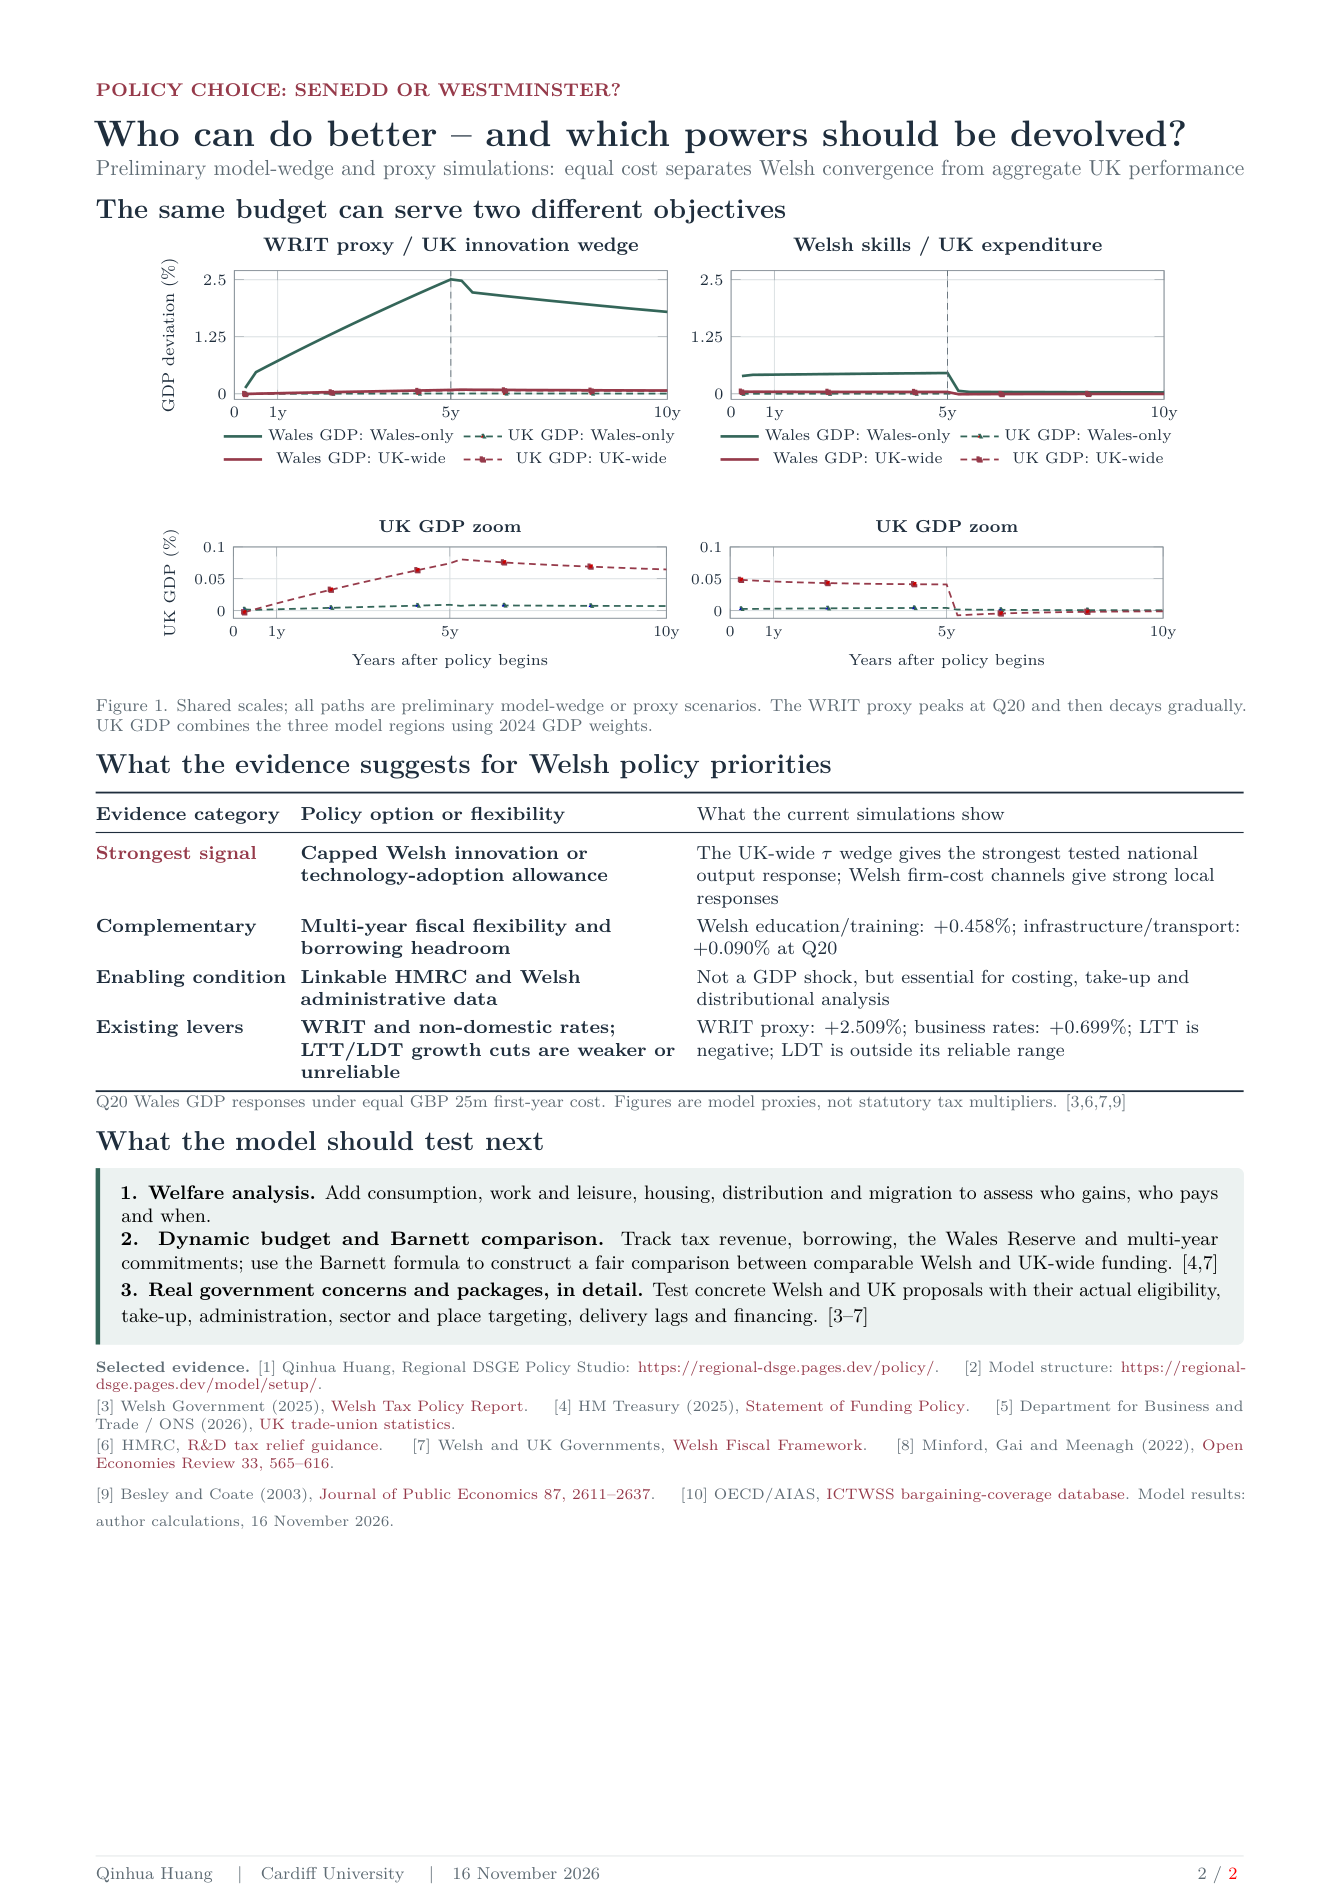 POLICY CHOICE: SENEDD OR WESTMINSTER?
Who can do better – and which powers should be devolved?
Preliminary model-wedge and proxy simulations: equal cost separates Welsh convergence from aggregate UK performance
The same budget can serve two different objectives
WRIT proxy / UK innovation wedge
GDP deviation (%)
2.5
1.25
0
0 1y 5y 10y
Wales GDP: Wales-only UK GDP: Wales-only
Wales GDP: UK-wide UK GDP: UK-wide
Welsh skills / UK expenditure
2.5
1.25
0
0 1y 5y 10y
Wales GDP: Wales-only UK GDP: Wales-only
Wales GDP: UK-wide UK GDP: UK-wide
UK GDP zoom
UK GDP (%)
0.1
0.05
0
0 1y 5y 10y
Years after policy begins
UK GDP zoom
0.1
0.05
0
0 1y 5y 10y
Years after policy begins
Figure 1. Shared scales; all paths are preliminary model-wedge or proxy scenarios. The WRIT proxy peaks at Q20 and then decays gradually.
UK GDP combines the three model regions using 2024 GDP weights.
What the evidence suggests for Welsh policy priorities
Evidence category Policy option or flexibility What the current simulations show
Strongest signal Capped Welsh innovation or The UK-wide τ wedge gives the strongest tested national
technology-adoption allowance output response; Welsh firm-cost channels give strong local
responses
Complementary Multi-year fiscal flexibility and Welsh education/training: +0.458%; infrastructure/transport:
borrowing headroom +0.090% at Q20
Enabling condition Linkable HMRC and Welsh Not a GDP shock, but essential for costing, take-up and
administrative data distributional analysis
Existing levers WRIT and non-domestic rates; WRIT proxy: +2.509%; business rates: +0.699%; LTT is
LTT/LDT growth cuts are weaker or negative; LDT is outside its reliable range
unreliable
Q20 Wales GDP responses under equal GBP 25m first-year cost. Figures are model proxies, not statutory tax multipliers. [3,6,7,9]
What the model should test next
1. Welfare analysis. Add consumption, work and leisure, housing, distribution and migration to assess who gains, who pays
and when.
2. Dynamic budget and Barnett comparison. Track tax revenue, borrowing, the Wales Reserve and multi-year
commitments; use the Barnett formula to construct a fair comparison between comparable Welsh and UK-wide funding. [4,7]
3. Real government concerns and packages, in detail. Test concrete Welsh and UK proposals with their actual eligibility,
take-up, administration, sector and place targeting, delivery lags and financing. [3–7]
Selected evidence. [1] Qinhua Huang, Regional DSGE Policy Studio: https://regional-dsge.pages.dev/policy/. [2] Model structure: https://regional-
dsge.pages.dev/model/setup/.
[3] Welsh Government (2025), Welsh Tax Policy Report. [4] HM Treasury (2025), Statement of Funding Policy. [5] Department for Business and
Trade / ONS (2026), UK trade-union statistics.
[6] HMRC, R&D tax relief guidance. [7] Welsh and UK Governments, Welsh Fiscal Framework. [8] Minford, Gai and Meenagh (2022), Open
Economies Review 33, 565–616.
[9] Besley and Coate (2003), Journal of Public Economics 87, 2611–2637. [10] OECD/AIAS, ICTWSS bargaining-coverage database. Model results:
author calculations, 16 November 2026.
Qinhua Huang | Cardiff University | 16 November 2026 2 / 2